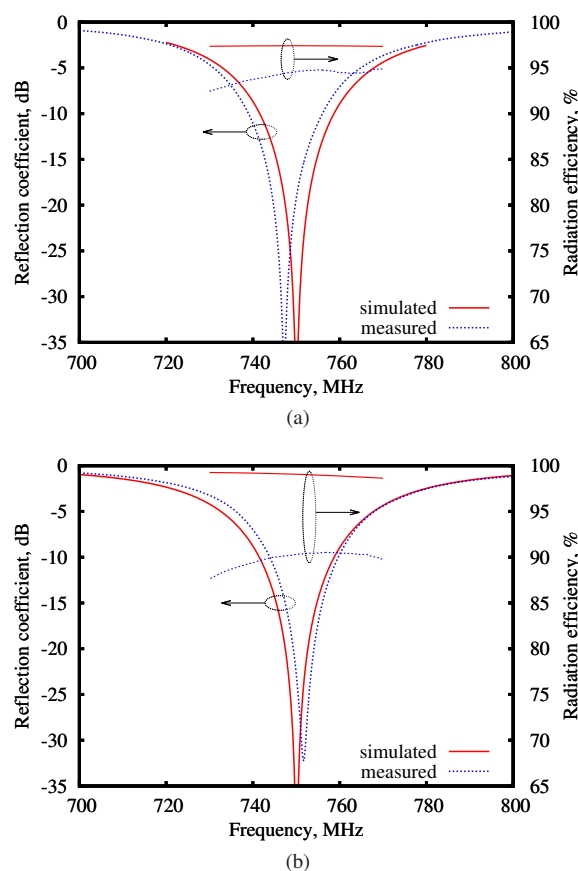 Reflection coefficient, dB
0
-5
-10
-15
-20
-25
-30
-35
100
95
90
85
80
75
70
65
Radiation efficiency, %
simulated
measured
700 720 740 760 780 800
Frequency, MHz
(a)
Reflection coefficient, dB
0
-5
-10
-15
-20
-25
-30
-35
100
95
90
85
80
75
70
65
Radiation efficiency, %
simulated
measured
700 720 740 760 780 800
Frequency, MHz
(b)